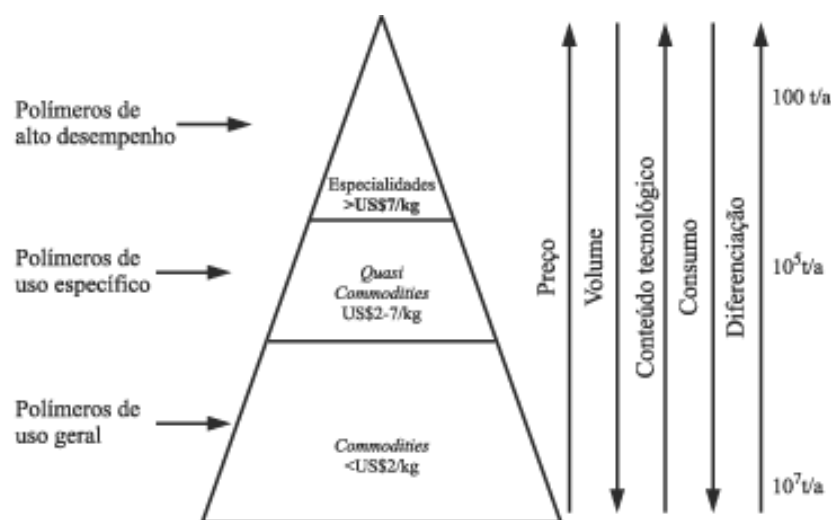 Polímeros de
alto desempenho
Especialidades
>US$7/kg
Polímeros de
uso específico
Quasi
Commodities
US$2-7/kg
Polímeros de
uso geral
Commodities
<US$2/kg
Preço
Volume
Conteúdo tecnológico
Consumo
Diferenciação
100 t/a
10⁵t/a
10⁷t/a